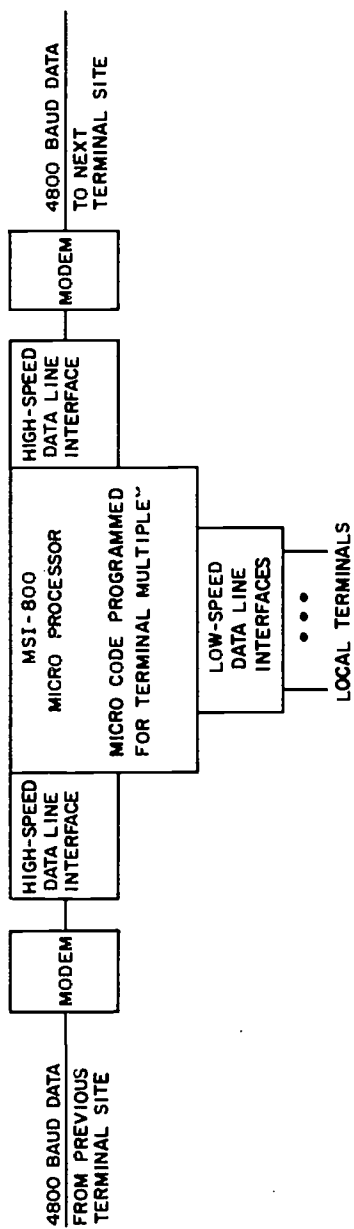 4800 BAUD DATA
FROM PREVIOUS
TERMINAL SITE
MODEM
HIGH-SPEED
DATA LINE
INTERFACE
MSI-800
MICRO PROCESSOR
MICRO CODE PROGRAMMED
FOR TERMINAL MULTIPLE
HIGH-SPEED
DATA LINE
INTERFACE
MODEM
4800 BAUD DATA
TO NEXT
TERMINAL SITE
LOW-SPEED
DATA LINE
INTERFACES
LOCAL TERMINALS